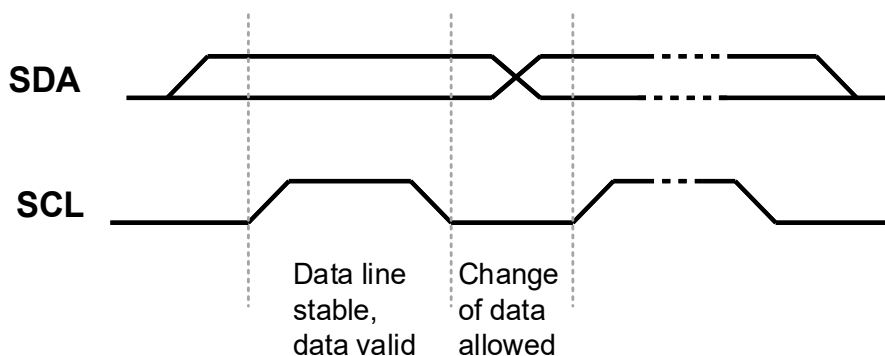 SDA
SCL
Data line
stable,
data valid
Change
of data
allowed